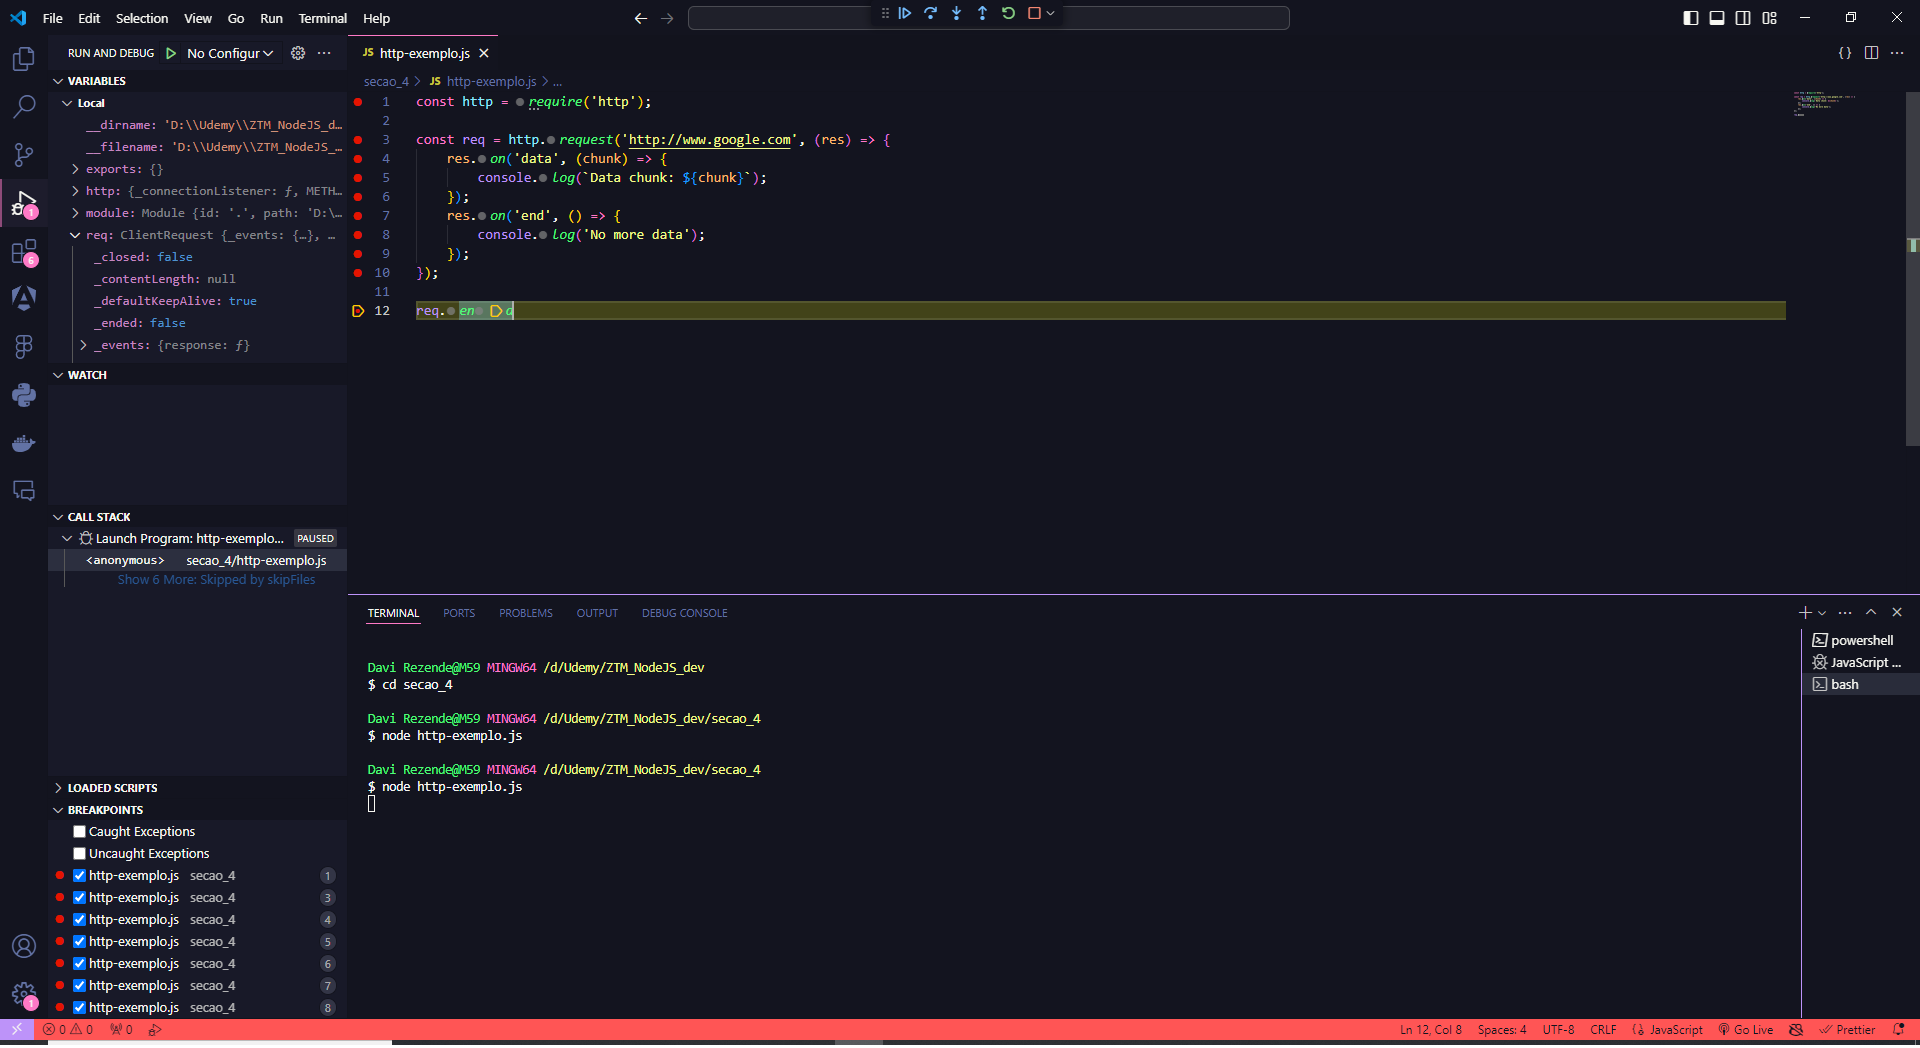 File Edit Selection View Go Run Terminal Help
RUN AND DEBUG No Configur
JS http-exemplo.js
VARIABLES
secao_4 > JS http-exemplo.js > ...
Local
__dirname: 'D:\\Udemy\\ZTM_NodeJS_d…
__filename: 'D:\\Udemy\\ZTM_NodeJS_…
exports: {}
http: {_connectionListener: ƒ, METH…
module: Module {id: '.', path: 'D:\…
req: ClientRequest {_events: {…}, …
_closed: false
_contentLength: null
_defaultKeepAlive: true
_ended: false
_events: {response: ƒ}
1 const http = require('http');
2
3 const req = http.request('http://www.google.com', (res) => {
4 res.on('data', (chunk) => {
5 console.log(`Data chunk: ${chunk}`);
6 });
7 res.on('end', () => {
8 console.log('No more data');
9 });
10 });
11
12 req.end
WATCH
CALL STACK
Launch Program: http-exemplo... PAUSED
<anonymous> secao_4/http-exemplo.js
Show 6 More: Skipped by skipFiles
LOADED SCRIPTS
BREAKPOINTS
Caught Exceptions
Uncaught Exceptions
http-exemplo.js secao_4 1
http-exemplo.js secao_4 3
http-exemplo.js secao_4 4
http-exemplo.js secao_4 5
http-exemplo.js secao_4 6
http-exemplo.js secao_4 7
http-exemplo.js secao_4 8
1
6
1
TERMINAL PORTS PROBLEMS OUTPUT DEBUG CONSOLE
Davi Rezende@M59 MINGW64 /d/Udemy/ZTM_NodeJS_dev
$ cd secao_4
Davi Rezende@M59 MINGW64 /d/Udemy/ZTM_NodeJS_dev/secao_4
$ node http-exemplo.js
Davi Rezende@M59 MINGW64 /d/Udemy/ZTM_NodeJS_dev/secao_4
$ node http-exemplo.js
powershell
JavaScript ...
bash
0 0 0
Ln 12, Col 8 Spaces: 4 UTF-8 CRLF {} JavaScript Go Live Prettier